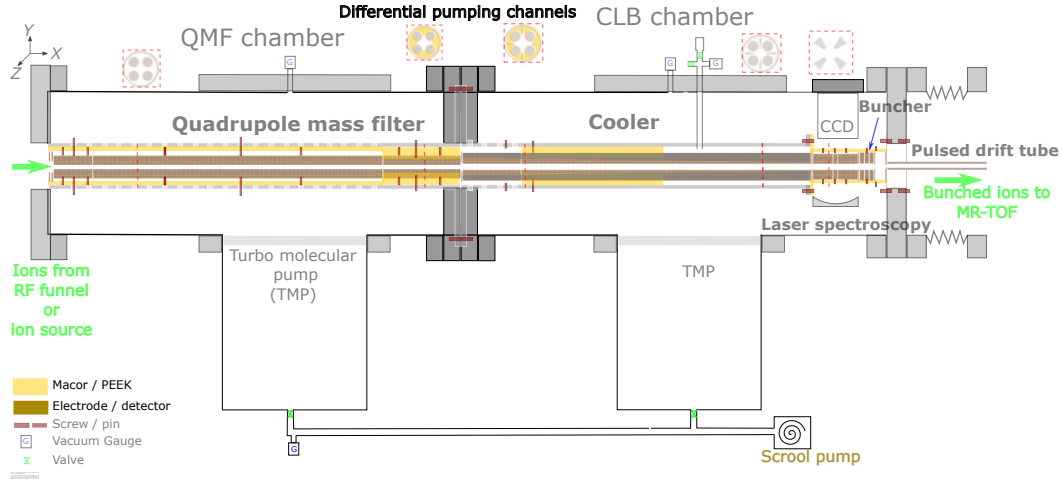 Differential pumping channels
CLB chamber
QMF chamber
Y
X
Z
G
G
G
Quadrupole mass filter
Cooler
CCD
Buncher
Pulsed drift tube
Bunched ions to
MR-TOF
Laser spectroscopy
Ions from
RF funnel
or
ion source
Turbo molecular
pump
(TMP)
TMP
Macor / PEEK
Electrode / detector
Screw / pin
G
Vacuum Gauge
Valve
G
Scrool pump